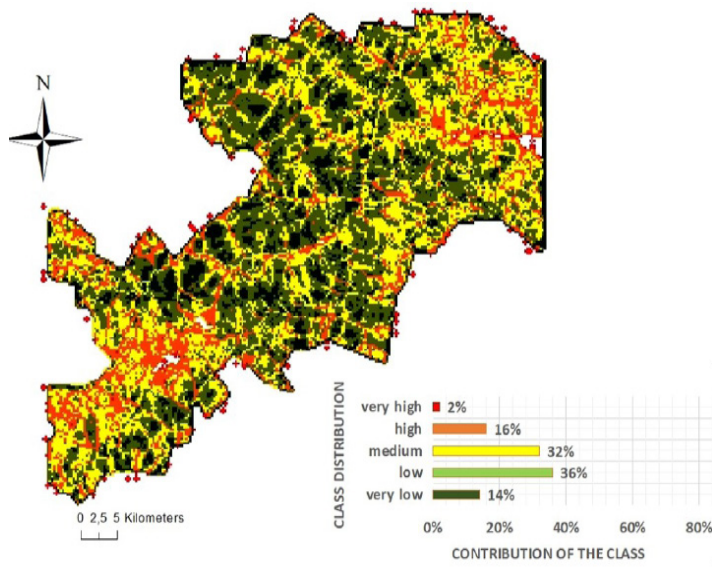 N
0 2,5 5 Kilometers
CLASS DISTRIBUTION
very high 2%
high 16%
medium 32%
low 36%
very low 14%
0% 20% 40% 60% 80%
CONTRIBUTION OF THE CLASS